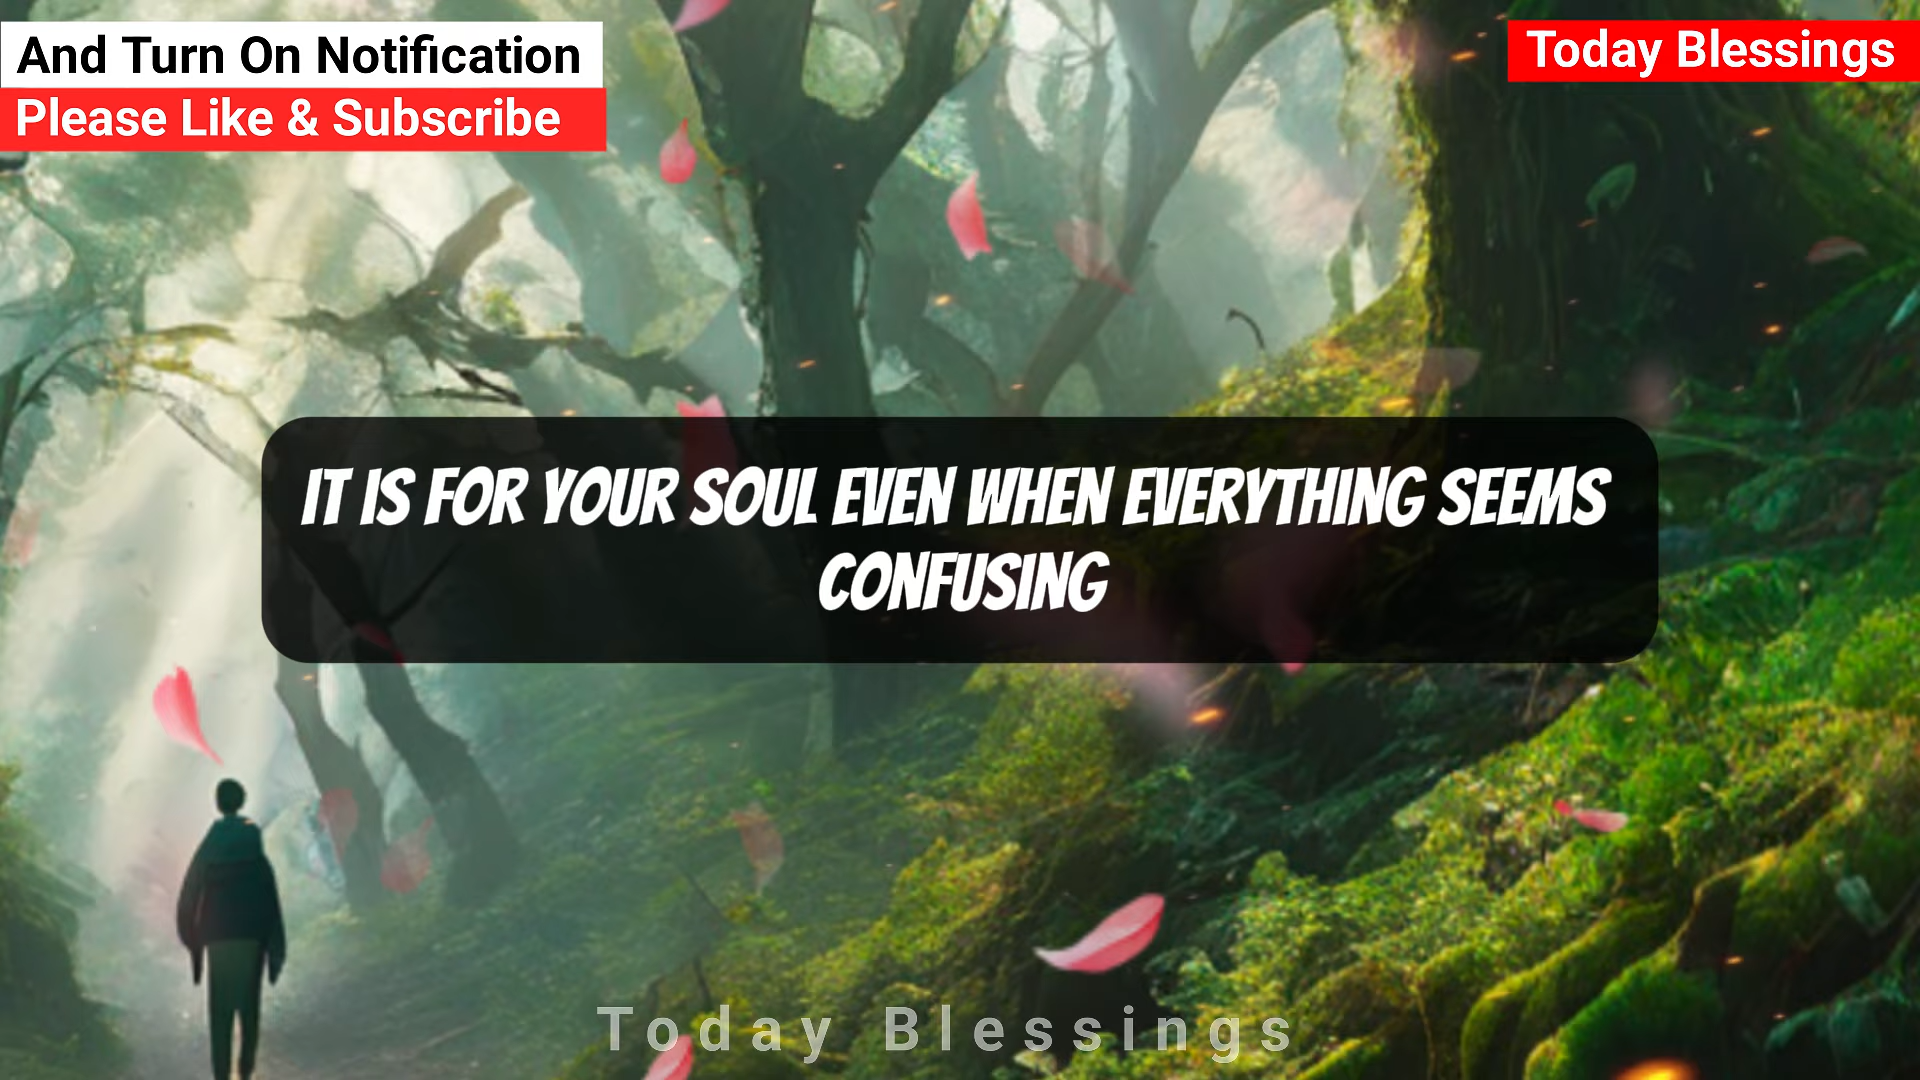 And Turn On Notification
Please Like & Subscribe
Today Blessings
IT IS FOR YOUR SOUL EVEN WHEN EVERYTHING SEEMS
CONFUSING
Today Blessings